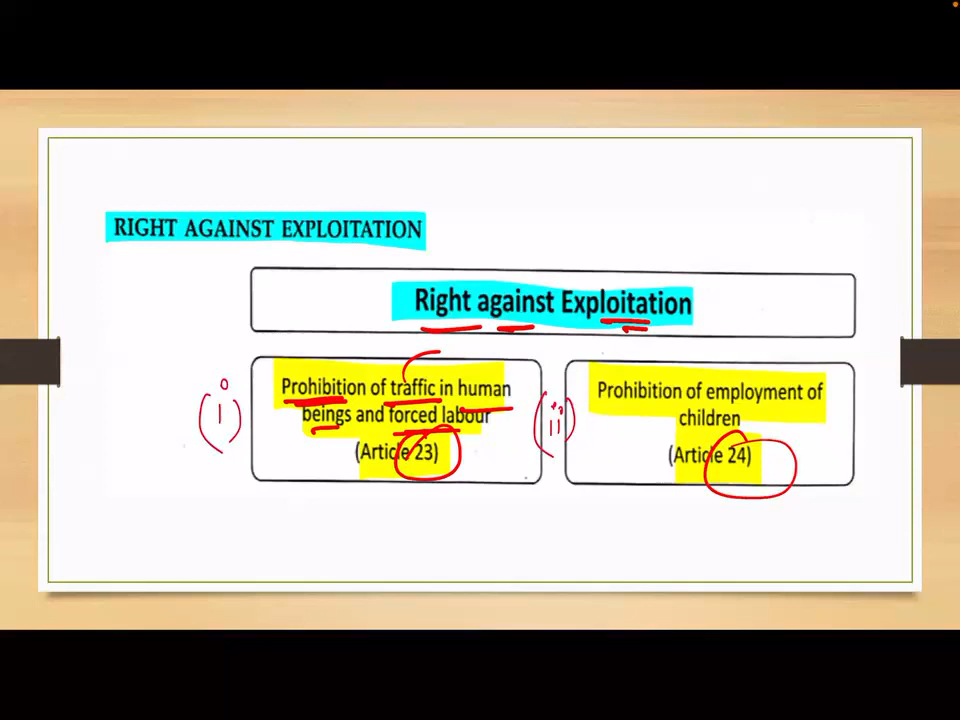 RIGHT AGAINST EXPLOITATION
Right against Exploitation
(i)
Prohibition of traffic in human
beings and forced labour
(Article 23)
(ii)
Prohibition of employment of
children
(Article 24)